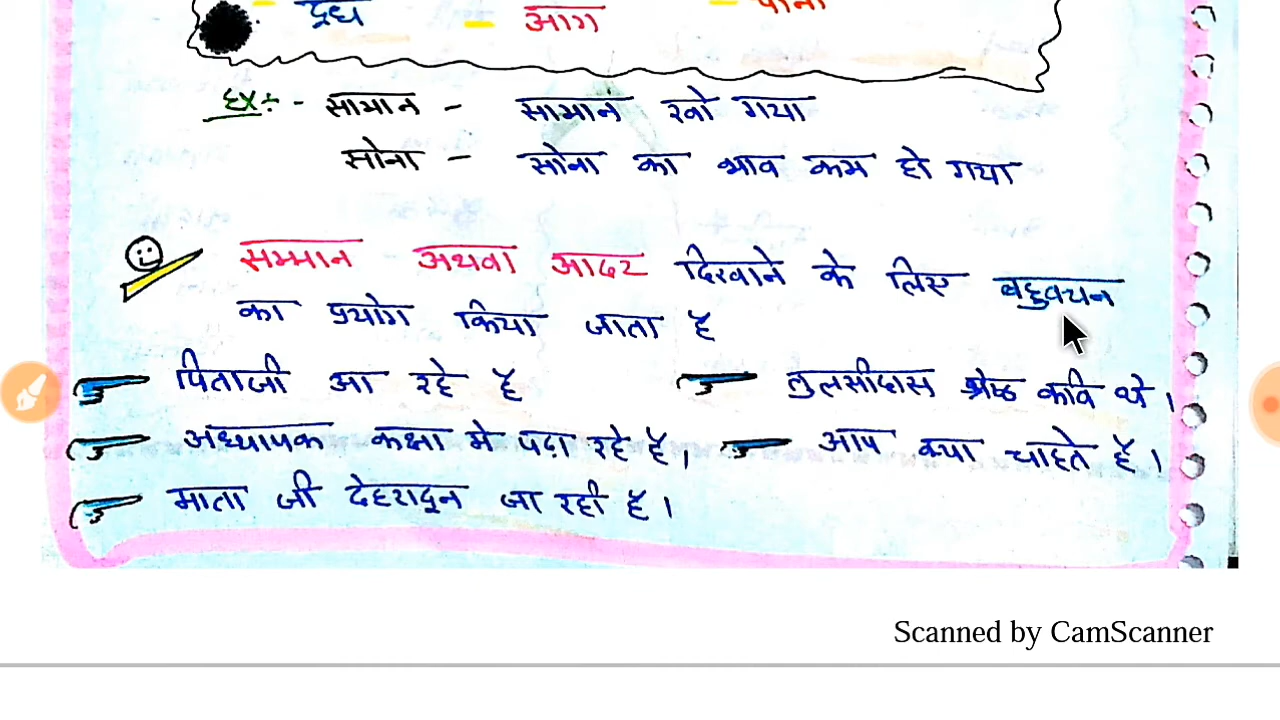 दूध - आग - पानी
Ex÷- सामान - सामान खो गया
सोना - सोना का भाव कम हो गया
सम्मान अथवा आदर दिखाने के लिए बहुवचन
का प्रयोग किया जाता है
पिताजी आ रहे है
तुलसीदास श्रेष्ठ कवि थे।
अध्यापक कक्षा मे पढ़ा रहे है,
आप क्या चाहते है।
माता जी देहरादून जा रही है।
Scanned by CamScanner